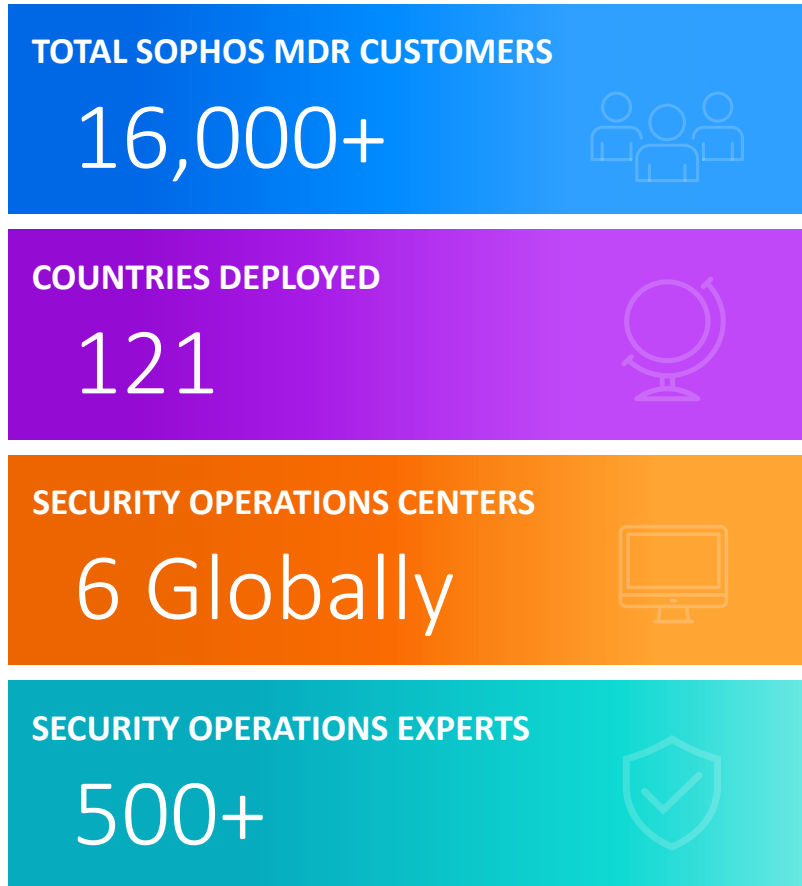 TOTAL SOPHOS MDR CUSTOMERS
16,000+
COUNTRIES DEPLOYED
121
SECURITY OPERATIONS CENTERS
6 Globally
SECURITY OPERATIONS EXPERTS
500+